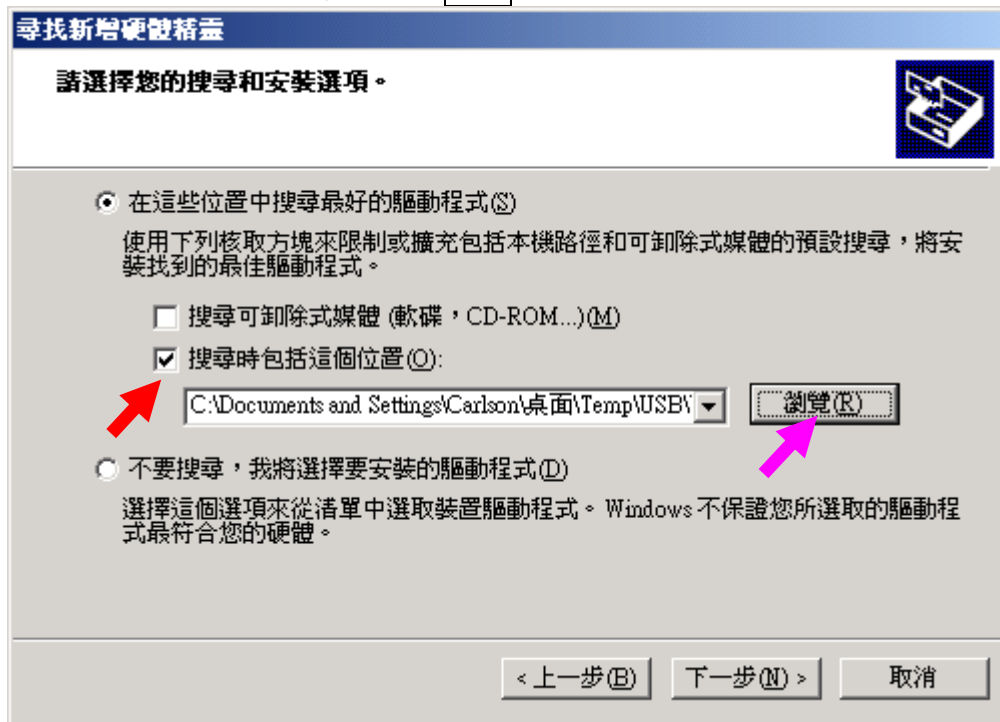 尋找新增硬體精靈
請選擇您的搜尋和安裝選項。
在這些位置中搜尋最好的驅動程式(S)
使用下列核取方塊來限制或擴充包括本機路徑和可卸除式媒體的預設搜尋，將安
裝找到的最佳驅動程式。
搜尋可卸除式媒體 (軟碟，CD-ROM...)(M)
搜尋時包括這個位置(O):
C:\Documents and Settings\Carlson\桌面\Temp\USB\
瀏覽(R)
不要搜尋，我將選擇要安裝的驅動程式(D)
選擇這個選項來從清單中選取裝置驅動程式。Windows 不保證您所選取的驅動程
式最符合您的硬體。
< 上一步(B)
下一步(N) >
取消